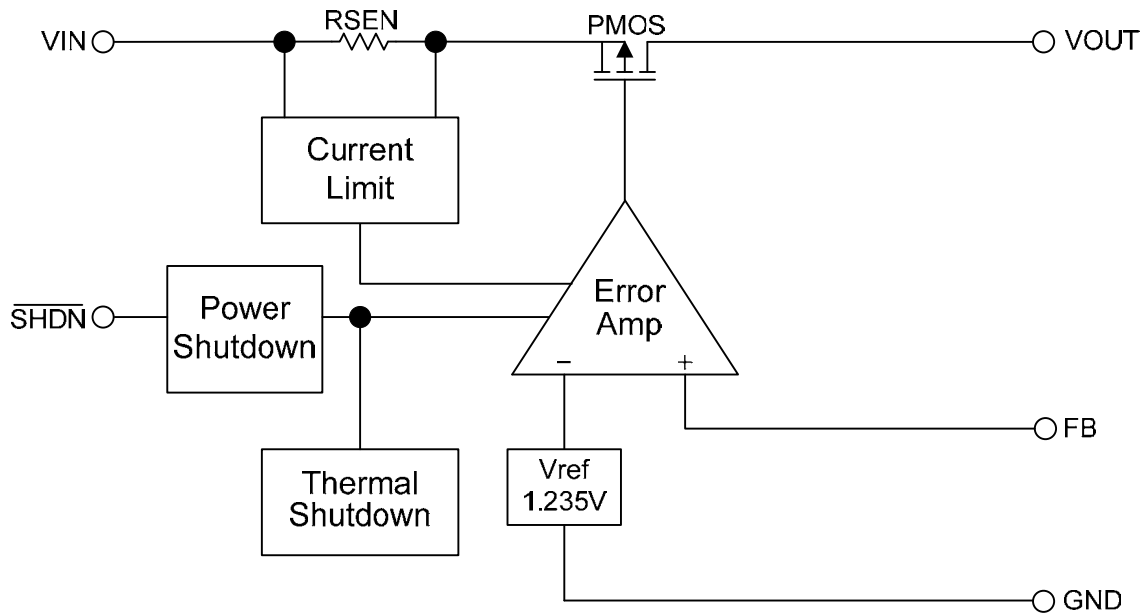 RSEN
PMOS
VIN
VOUT
Current
Limit
SHDN
Power
Shutdown
Error
Amp
−
+
FB
Thermal
Shutdown
Vref
1.235V
GND